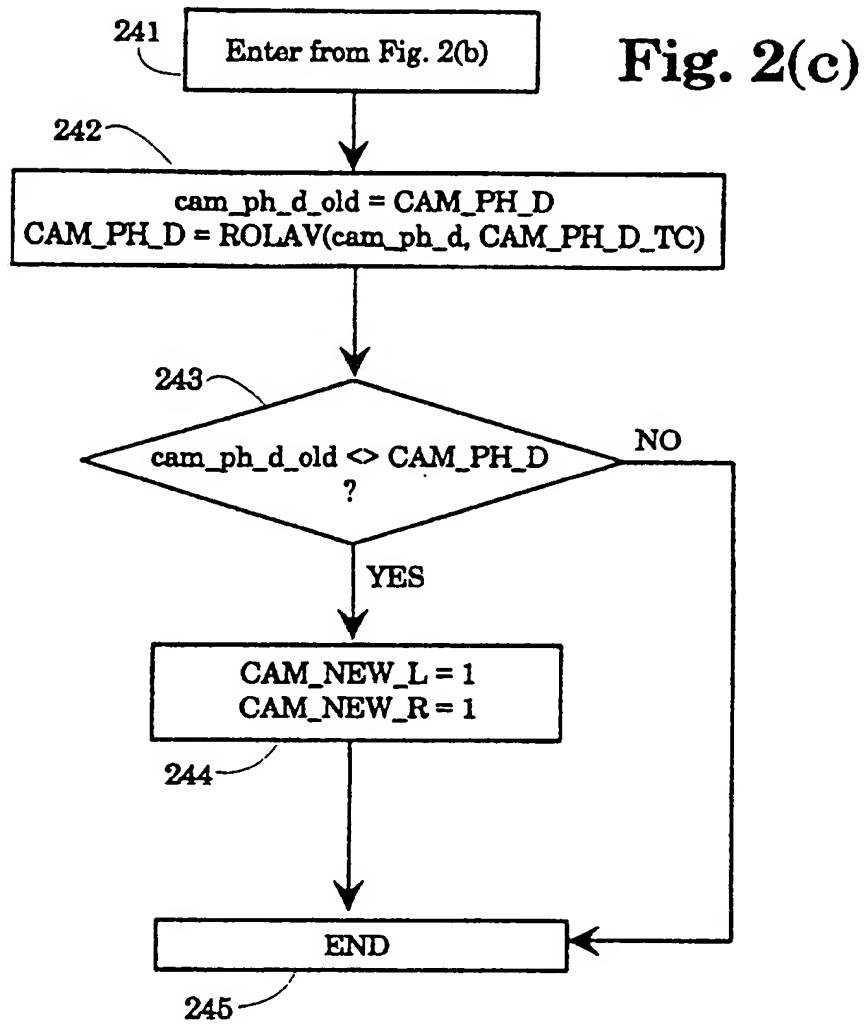 Fig. 2(c)
241
Enter from Fig. 2(b)
242
cam_ph_d_old = CAM_PH_D
CAM_PH_D = ROLAV(cam_ph_d, CAM_PH_D_TC)
243
cam_ph_d_old <> CAM_PH_D
?
NO
YES
CAM_NEW_L = 1
CAM_NEW_R = 1
244
END
245